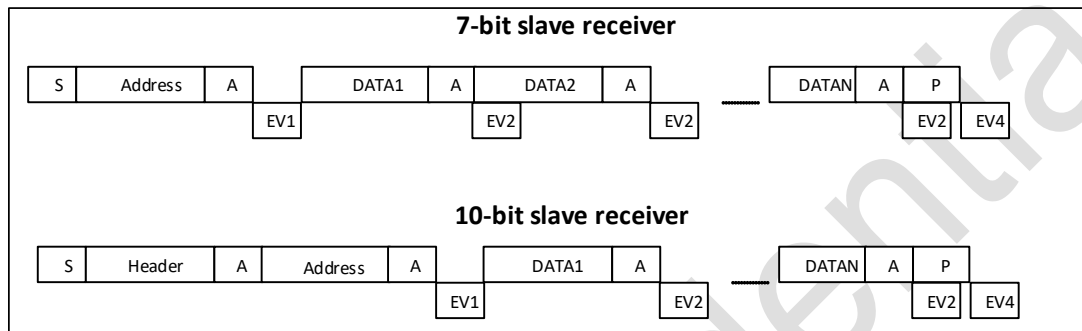 7-bit slave receiver
S Address A DATA1 A DATA2 A DATAN A P
EV1 EV2 EV2 EV2 EV4
10-bit slave receiver
S Header A Address A DATA1 A DATAN A P
EV1 EV2 EV2 EV4